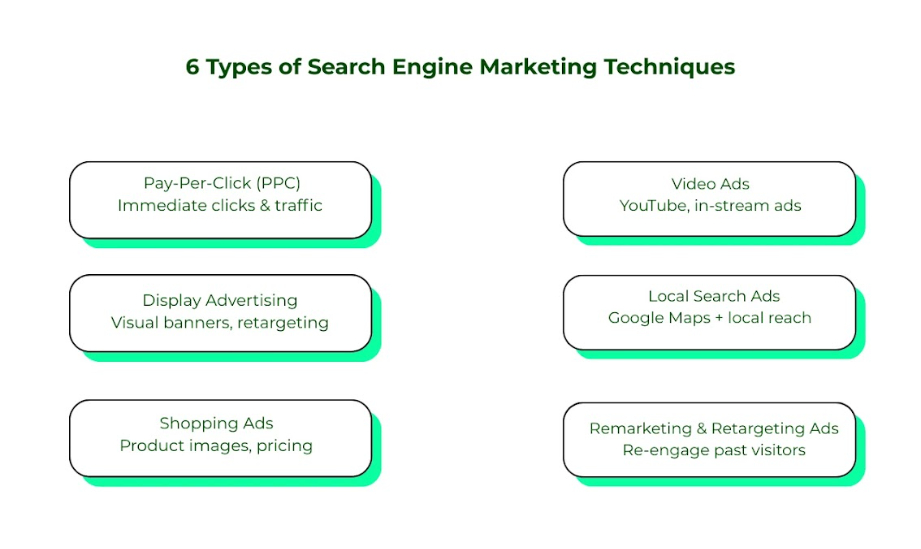 6 Types of Search Engine Marketing Techniques
Pay-Per-Click (PPC)
Immediate clicks & traffic
Display Advertising
Visual banners, retargeting
Shopping Ads
Product images, pricing
Video Ads
YouTube, in-stream ads
Local Search Ads
Google Maps + local reach
Remarketing & Retargeting Ads
Re-engage past visitors